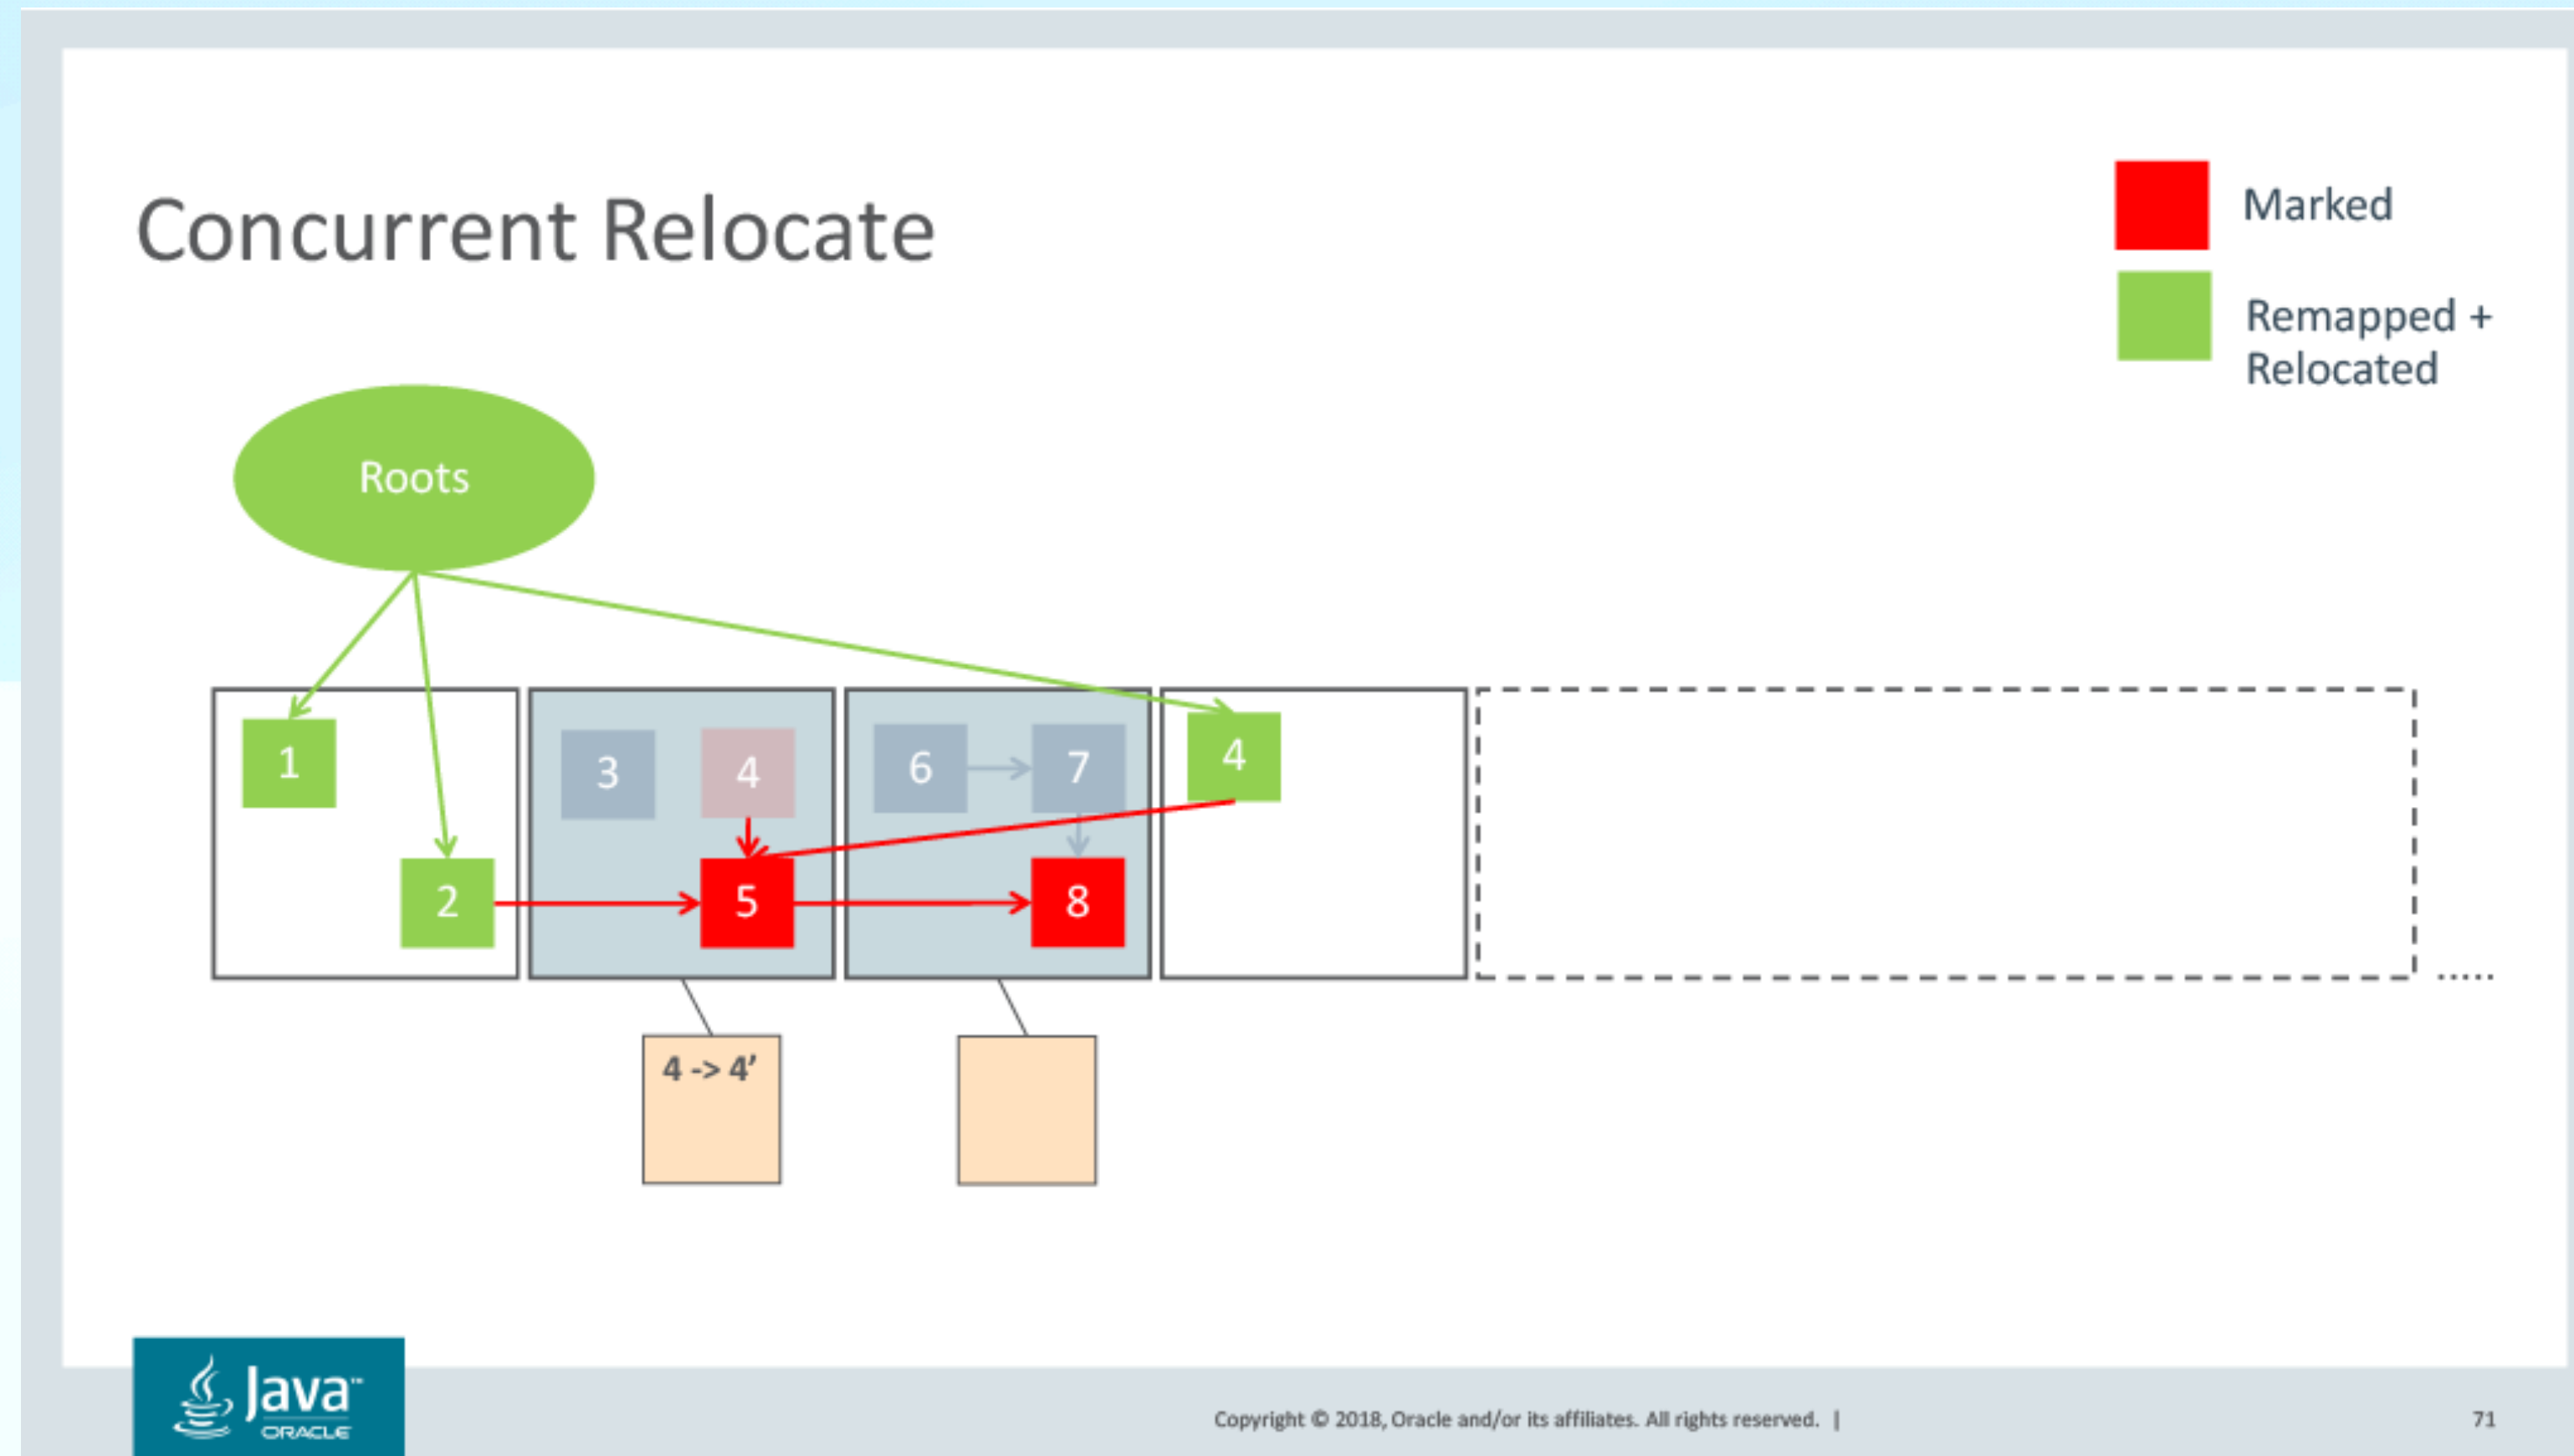 Concurrent Relocate
Marked
Remapped +
Relocated
Roots
1
2
3
4
5
6
7
8
4
4 -> 4’
.....
Java™
ORACLE
Copyright © 2018, Oracle and/or its affiliates. All rights reserved. |
71